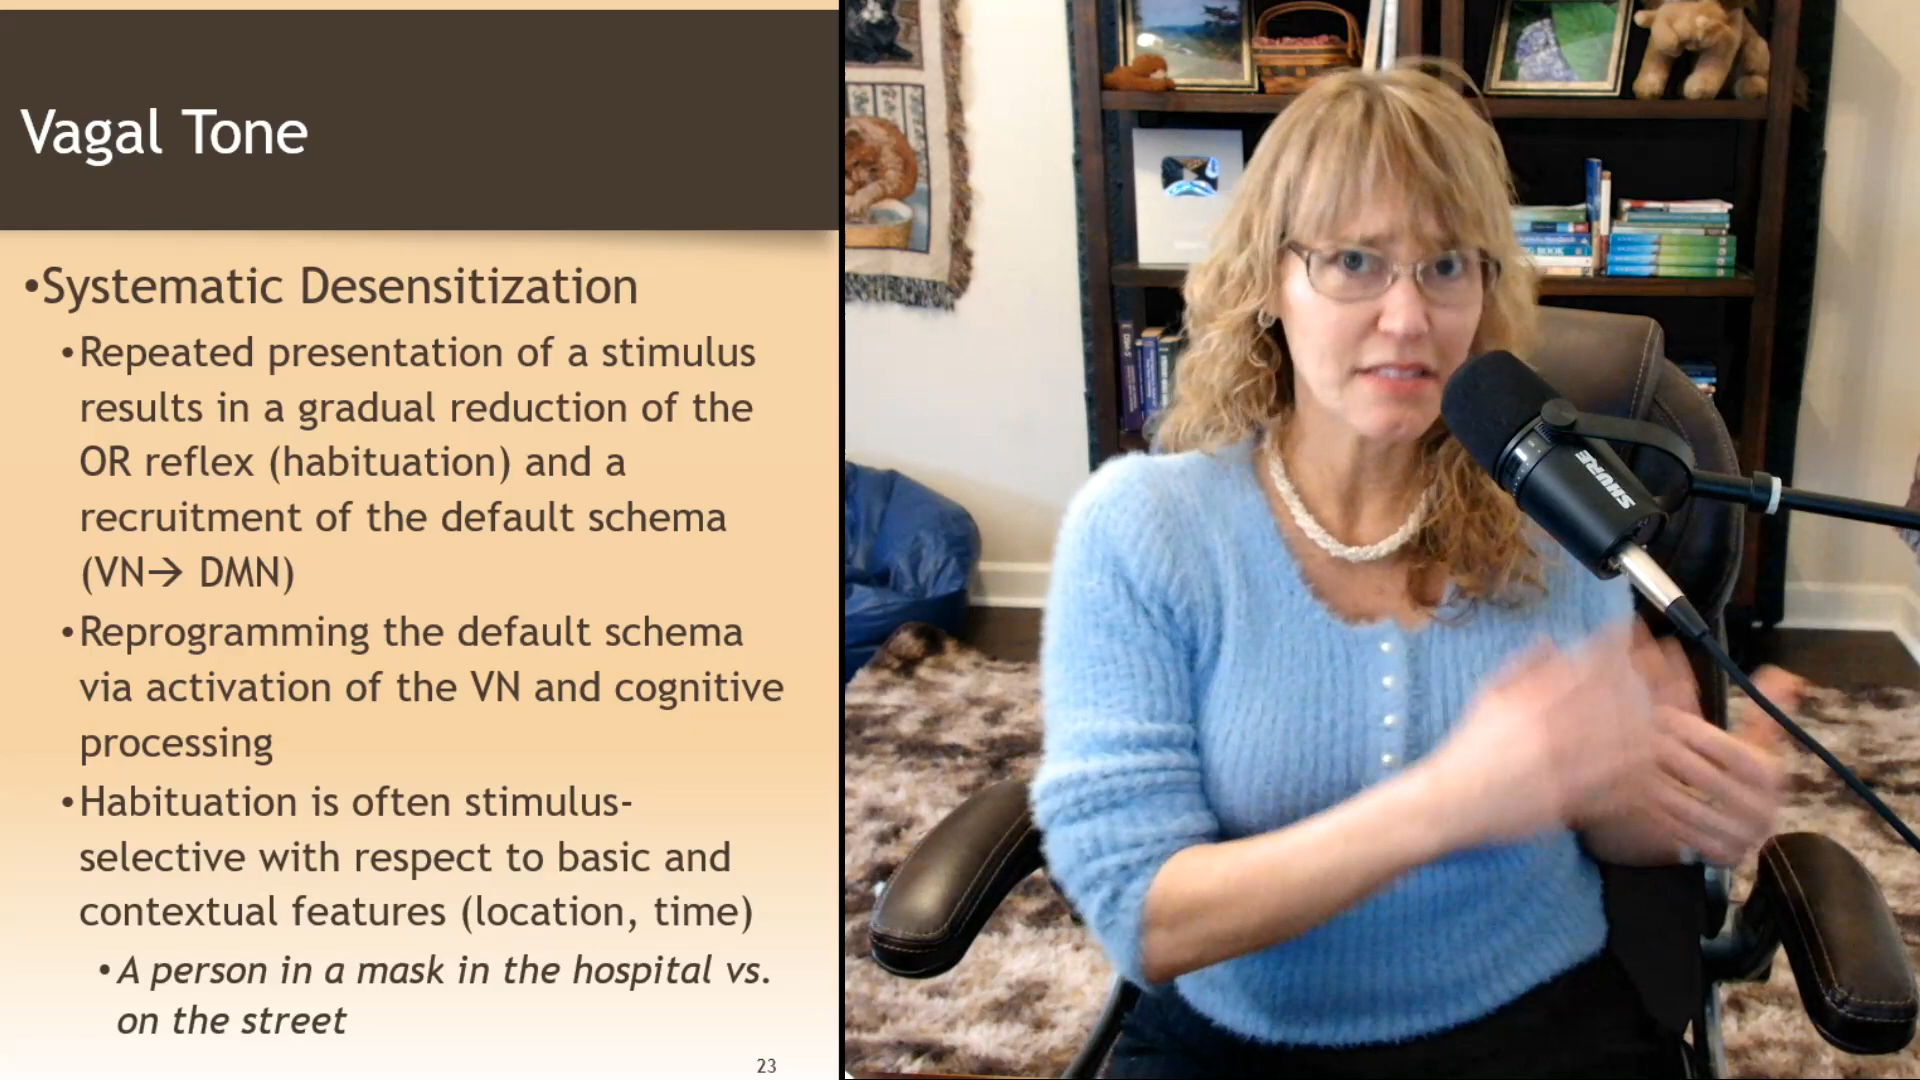 Vagal Tone
•Systematic Desensitization
•Repeated presentation of a stimulus
results in a gradual reduction of the
OR reflex (habituation) and a
recruitment of the default schema
(VN→ DMN)
•Reprogramming the default schema
via activation of the VN and cognitive
processing
•Habituation is often stimulus-
selective with respect to basic and
contextual features (location, time)
•A person in a mask in the hospital vs.
on the street
23
SHURE